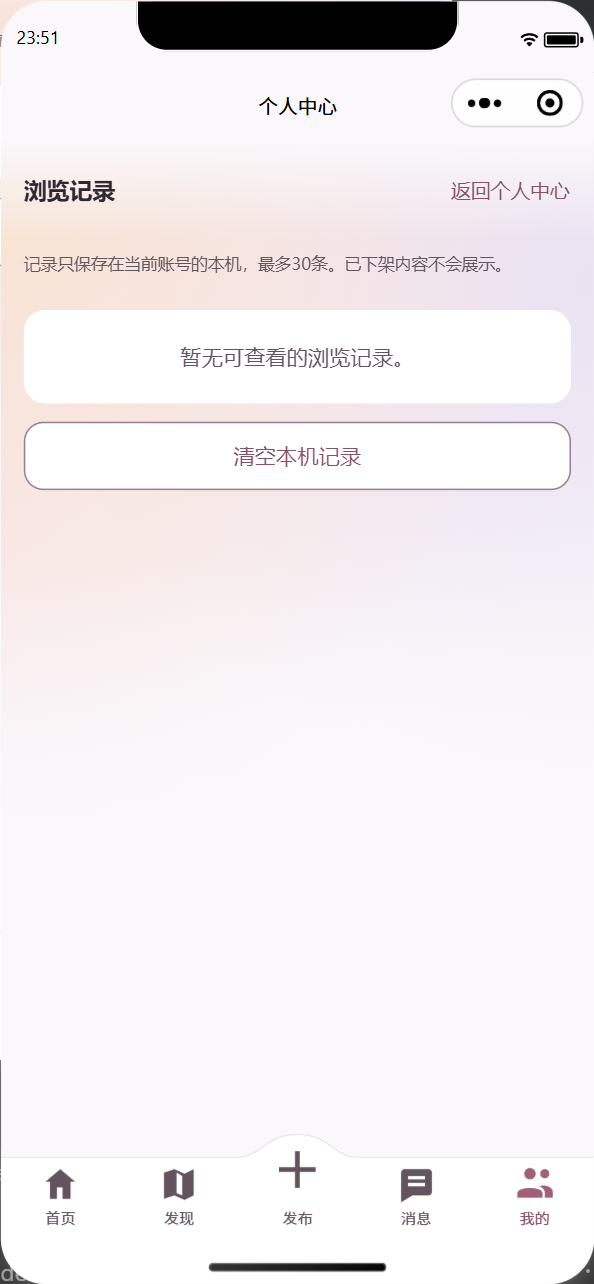 23:51
个人中心
浏览记录
返回个人中心
记录只保存在当前账号的本机，最多30条。已下架内容不会展示。
暂无可查看的浏览记录。
清空本机记录
首页
发现
发布
消息
我的